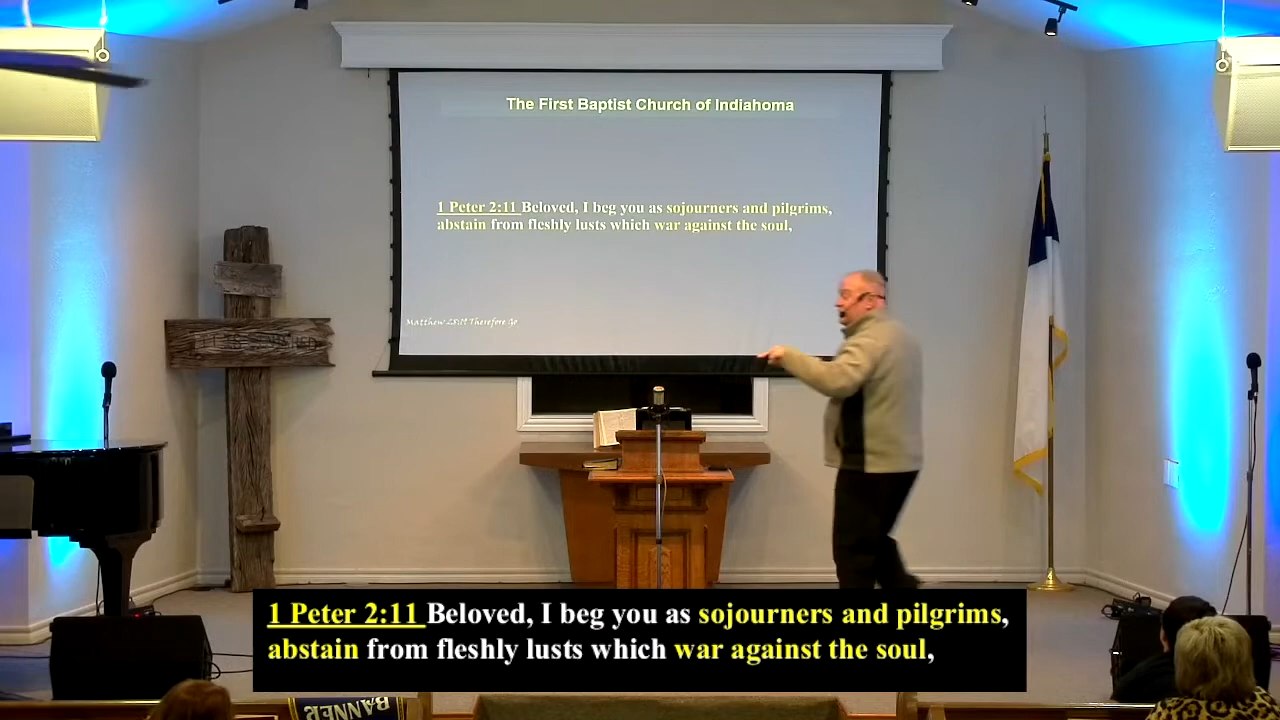 The First Baptist Church of Indiahoma
1 Peter 2:11 Beloved, I beg you as sojourners and pilgrims,
abstain from fleshly lusts which war against the soul,
Matthew 28:19 Therefore Go
1 Peter 2:11 Beloved, I beg you as sojourners and pilgrims,
abstain from fleshly lusts which war against the soul,
BANNER